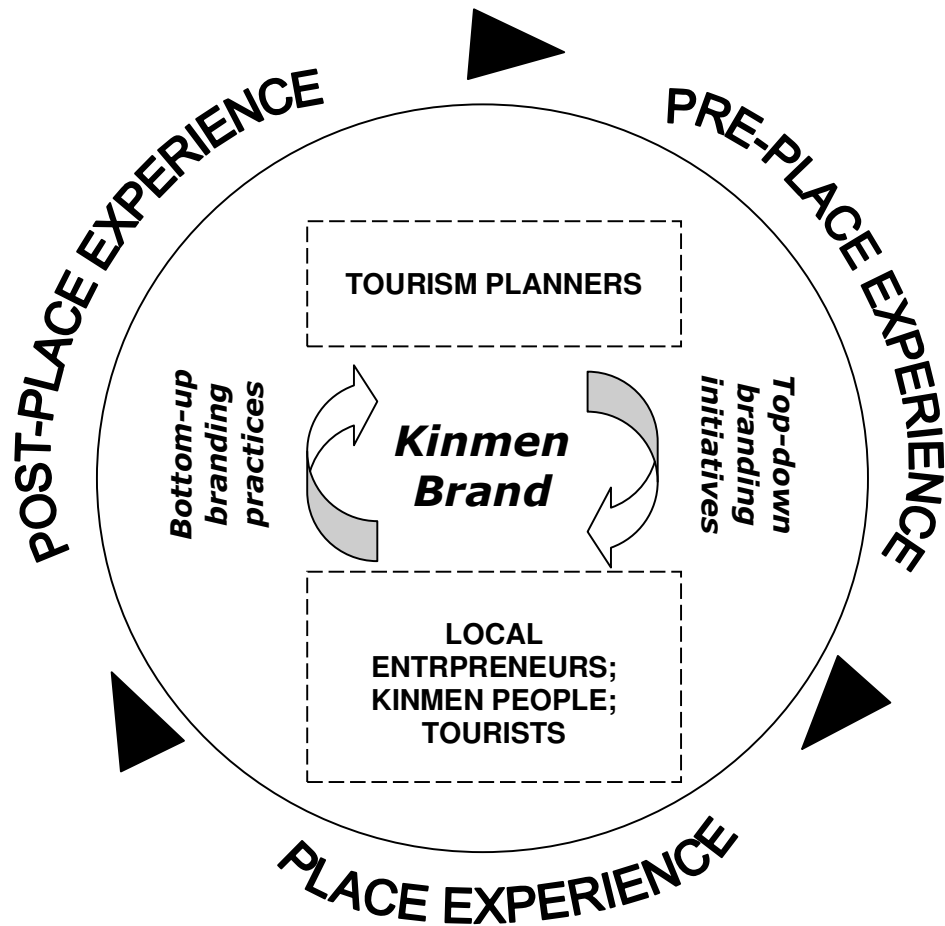 POST-PLACE EXPERIENCE
PRE-PLACE EXPERIENCE
TOURISM PLANNERS
Bottom-up
branding
practices
Kinmen
Brand
Top-down
branding
initiatives
LOCAL
ENTRPRENEURS;
KINMEN PEOPLE;
TOURISTS
PLACE EXPERIENCE